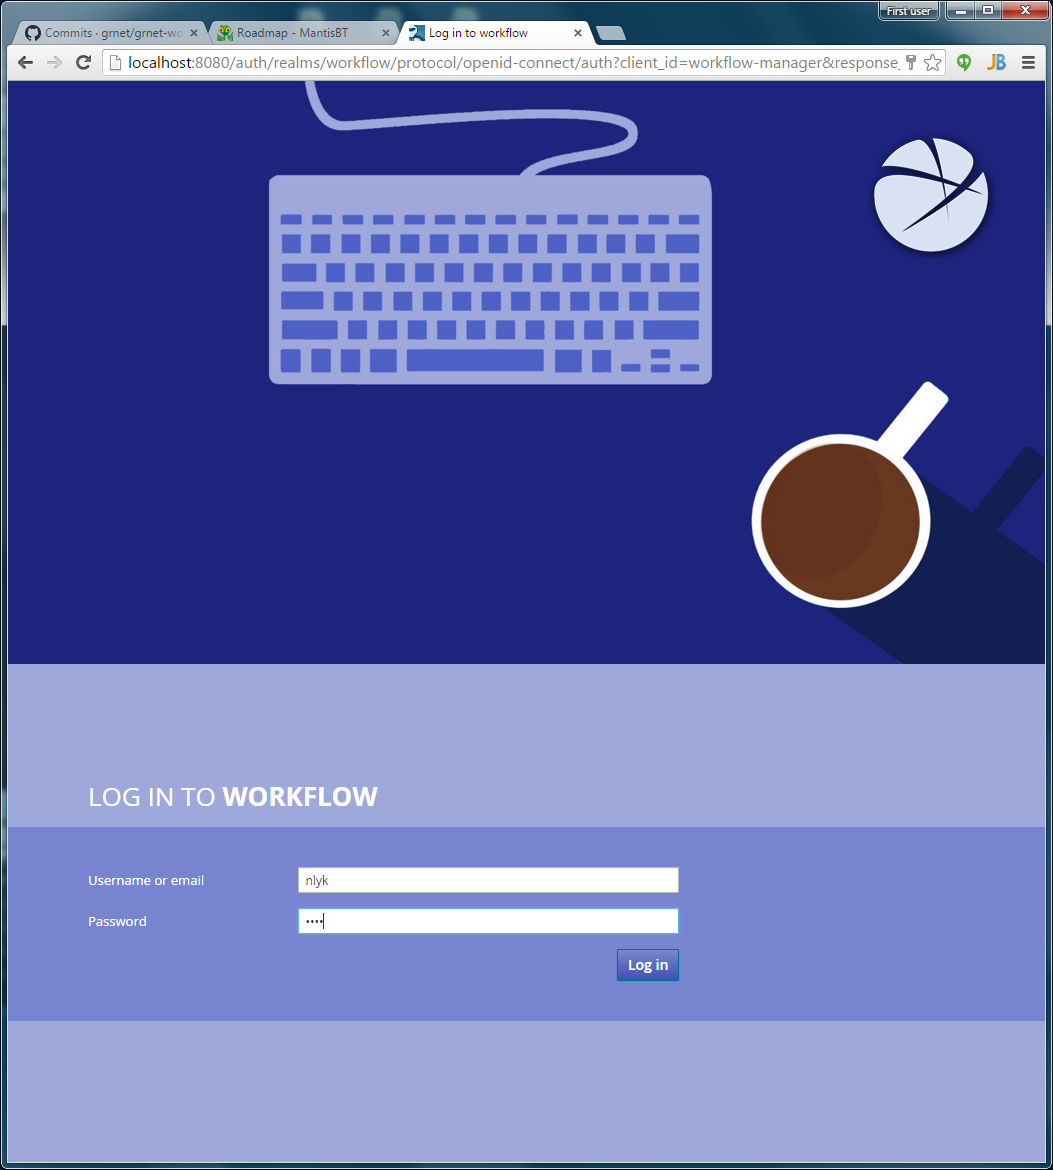 First user
Commits · grnet/grnet-wo
Roadmap - MantisBT
Log in to workflow
localhost:8080/auth/realms/workflow/protocol/openid-connect/auth?client_id=workflow-manager&response_
JB
LOG IN TO WORKFLOW
Username or email
nlyk
Password
••••
Log in